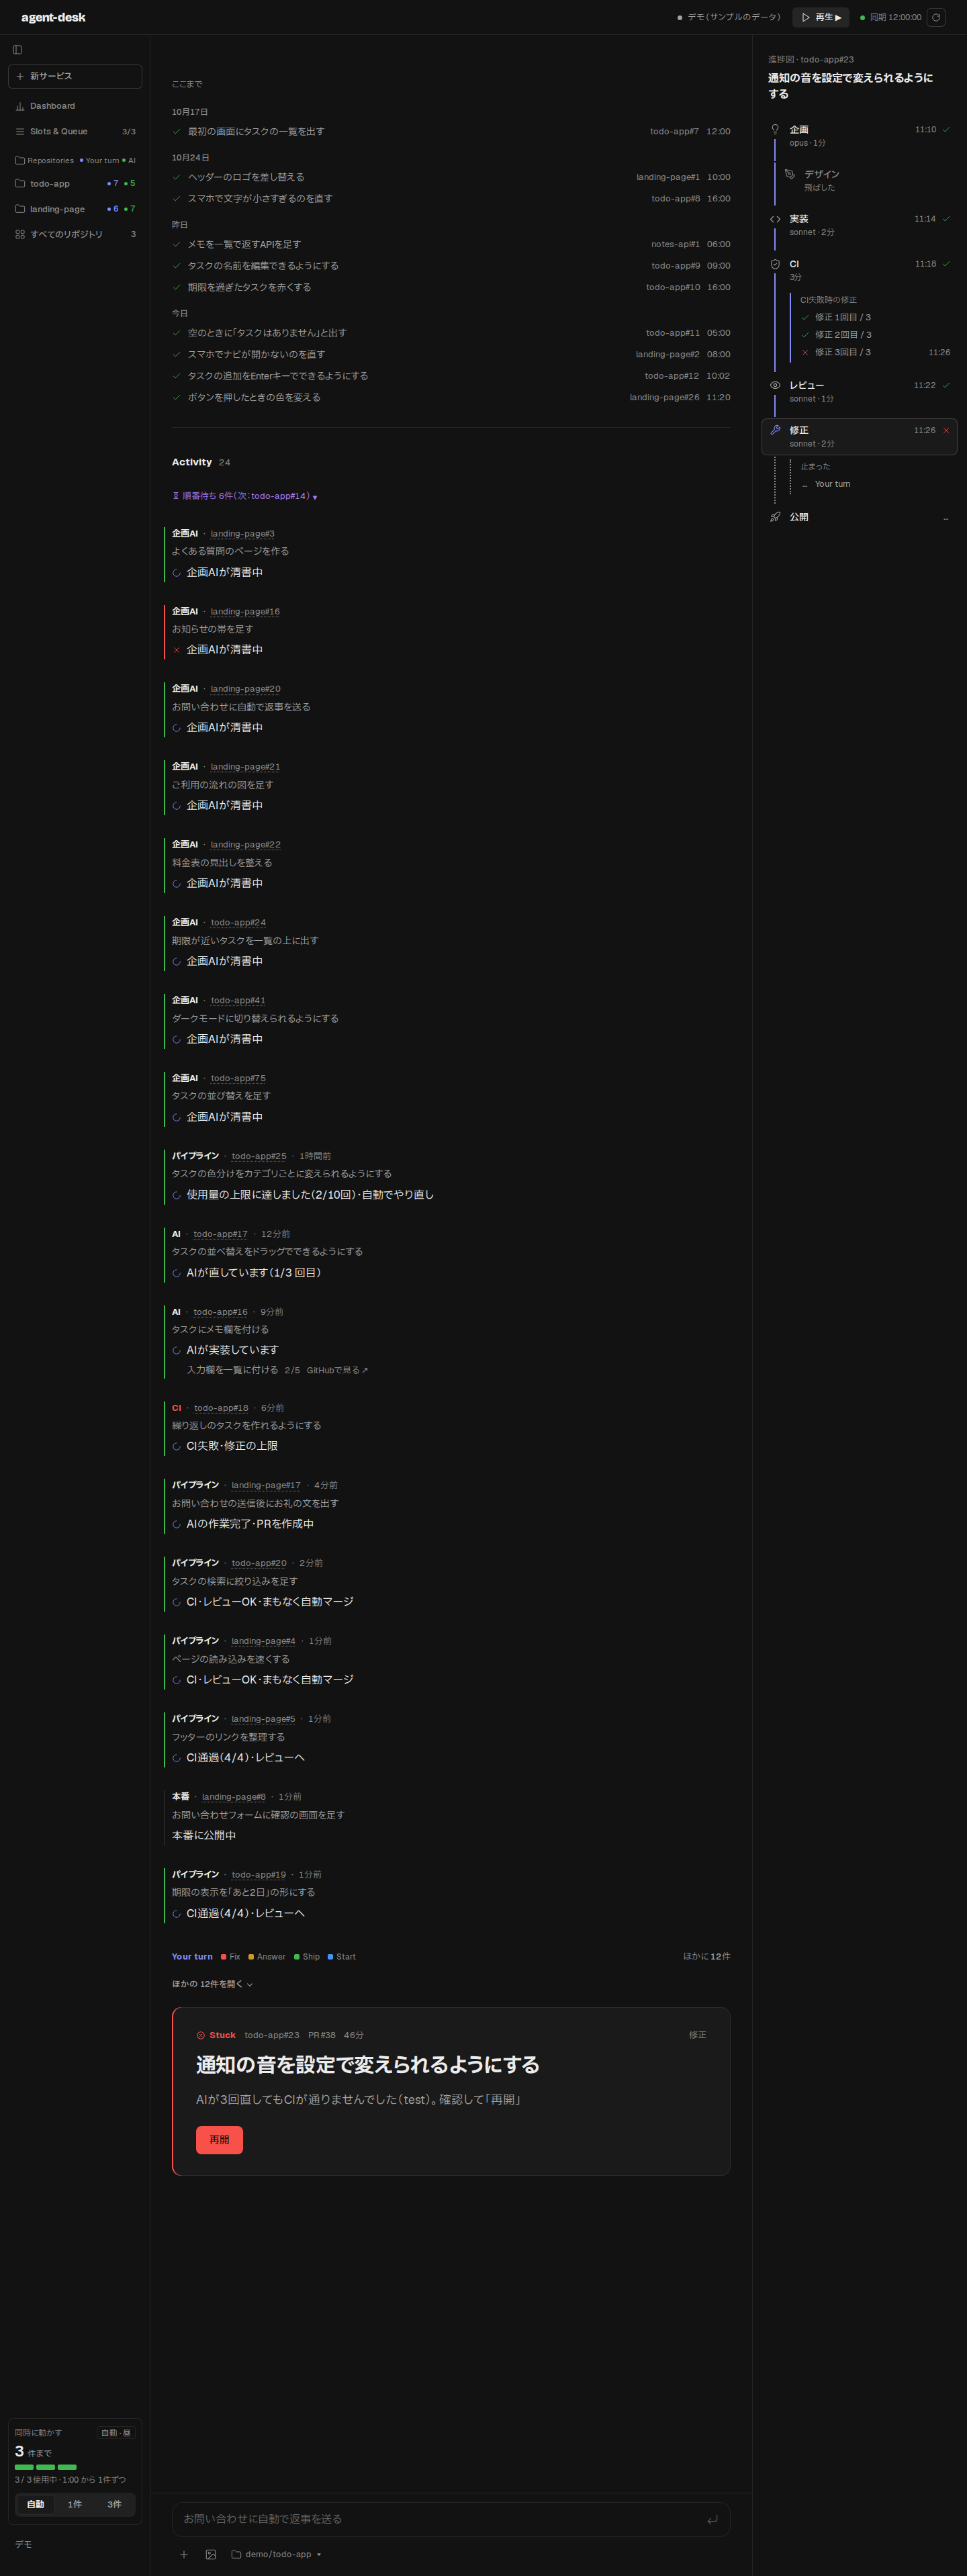 agent-desk
デモ（サンプルのデータ）
再生 ▶
同期 12:00:00
新サービス
Dashboard
Slots & Queue 3/3
Repositories Your turn AI
todo-app 7 5
landing-page 6 7
すべてのリポジトリ 3
ここまで
10月17日
最初の画面にタスクの一覧を出す todo-app#7 12:00
10月24日
ヘッダーのロゴを差し替える landing-page#1 10:00
スマホで文字が小さすぎるのを直す todo-app#8 16:00
昨日
メモを一覧で返すAPIを足す notes-api#1 06:00
タスクの名前を編集できるようにする todo-app#9 09:00
期限を過ぎたタスクを赤くする todo-app#10 16:00
今日
空のときに「タスクはありません」と出す todo-app#11 05:00
スマホでナビが開かないのを直す landing-page#2 08:00
タスクの追加をEnterキーでできるようにする todo-app#12 10:02
ボタンを押したときの色を変える landing-page#26 11:20
Activity 24
順番待ち 6件（次：todo-app#14） ▾
企画AI · landing-page#3
よくある質問のページを作る
企画AIが清書中
企画AI · landing-page#16
お知らせの帯を足す
企画AIが清書中
企画AI · landing-page#20
お問い合わせに自動で返事を送る
企画AIが清書中
企画AI · landing-page#21
ご利用の流れの図を足す
企画AIが清書中
企画AI · landing-page#22
料金表の見出しを整える
企画AIが清書中
企画AI · todo-app#24
期限が近いタスクを一覧の上に出す
企画AIが清書中
企画AI · todo-app#41
ダークモードに切り替えられるようにする
企画AIが清書中
企画AI · todo-app#75
タスクの並び替えを足す
企画AIが清書中
パイプライン · todo-app#25 · 1時間前
タスクの色分けをカテゴリごとに変えられるようにする
使用量の上限に達しました（2/10回）・自動でやり直し
AI · todo-app#17 · 12分前
タスクの並べ替えをドラッグでできるようにする
AIが直しています（1/3 回目）
AI · todo-app#16 · 9分前
タスクにメモ欄を付ける
AIが実装しています
入力欄を一覧に付ける 2/5 GitHubで見る ↗
CI · todo-app#18 · 6分前
繰り返しのタスクを作れるようにする
CI失敗・修正の上限
パイプライン · landing-page#17 · 4分前
お問い合わせの送信後にお礼の文を出す
AIの作業完了・PRを作成中
パイプライン · todo-app#20 · 2分前
タスクの検索に絞り込みを足す
CI・レビューOK・まもなく自動マージ
パイプライン · landing-page#4 · 1分前
ページの読み込みを速くする
CI・レビューOK・まもなく自動マージ
パイプライン · landing-page#5 · 1分前
フッターのリンクを整理する
CI通過（4/4）・レビューへ
本番 · landing-page#8 · 1分前
お問い合わせフォームに確認の画面を足す
本番に公開中
パイプライン · todo-app#19 · 1分前
期限の表示を「あと2日」の形にする
CI通過（4/4）・レビューへ
Your turn Fix Answer Ship Start ほかに12件
ほかの 12件を開く
Stuck todo-app#23 PR#38 46分 修正
通知の音を設定で変えられるようにする
AIが3回直してもCIが通りませんでした（test）。確認して「再開」
再開
お問い合わせに自動で返事を送る
demo/todo-app
進捗図 · todo-app#23
通知の音を設定で変えられるように
する
企画 11:10
opus · 1分
デザイン
飛ばした
実装 11:14
sonnet · 2分
CI 11:18
3分
CI失敗時の修正
修正 1回目 / 3
修正 2回目 / 3
修正 3回目 / 3 11:26
レビュー 11:22
sonnet · 1分
修正 11:26
sonnet · 2分
止まった
… Your turn
公開 …
同時に動かす 自動 · 昼
3 件まで
3 / 3 使用中 · 1:00 から 1件ずつ
自動 1件 3件
デモ